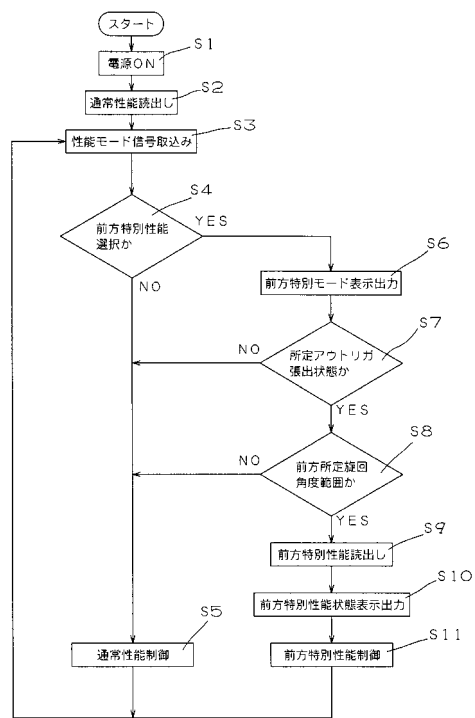 スタート
S1
電源ON
S2
通常性能読出し
S3
性能モード信号取込み
S4
前方特別性能
選択か
YES
NO
S6
前方特別モード表示出力
S7
所定アウトリガ
張出状態か
NO
YES
S8
前方所定旋回
角度範囲か
NO
YES
S9
前方特別性能読出し
S10
前方特別性能状態表示出力
S5
通常性能制御
S11
前方特別性能制御